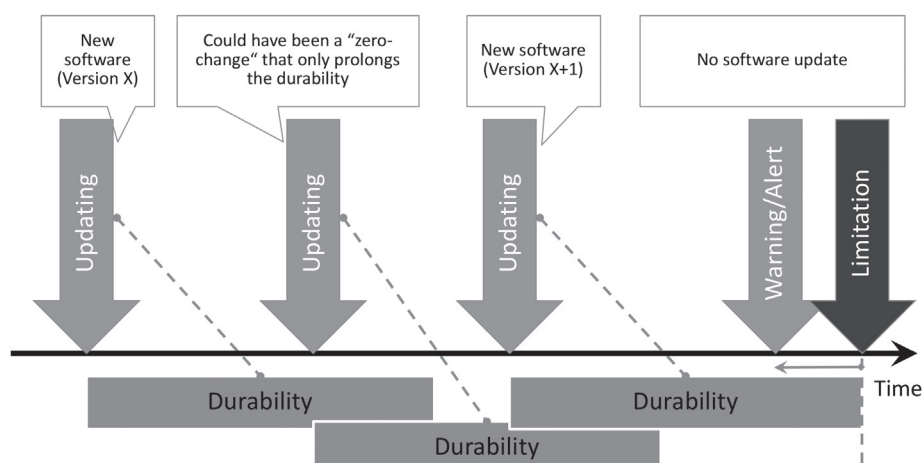 New
software
(Version X)
Could have been a “zero-
change“ that only prolongs
the durability
New software
(Version X+1)
No software update
Updating
Updating
Updating
Warning/Alert
Limitation
Time
Durability
Durability
Durability